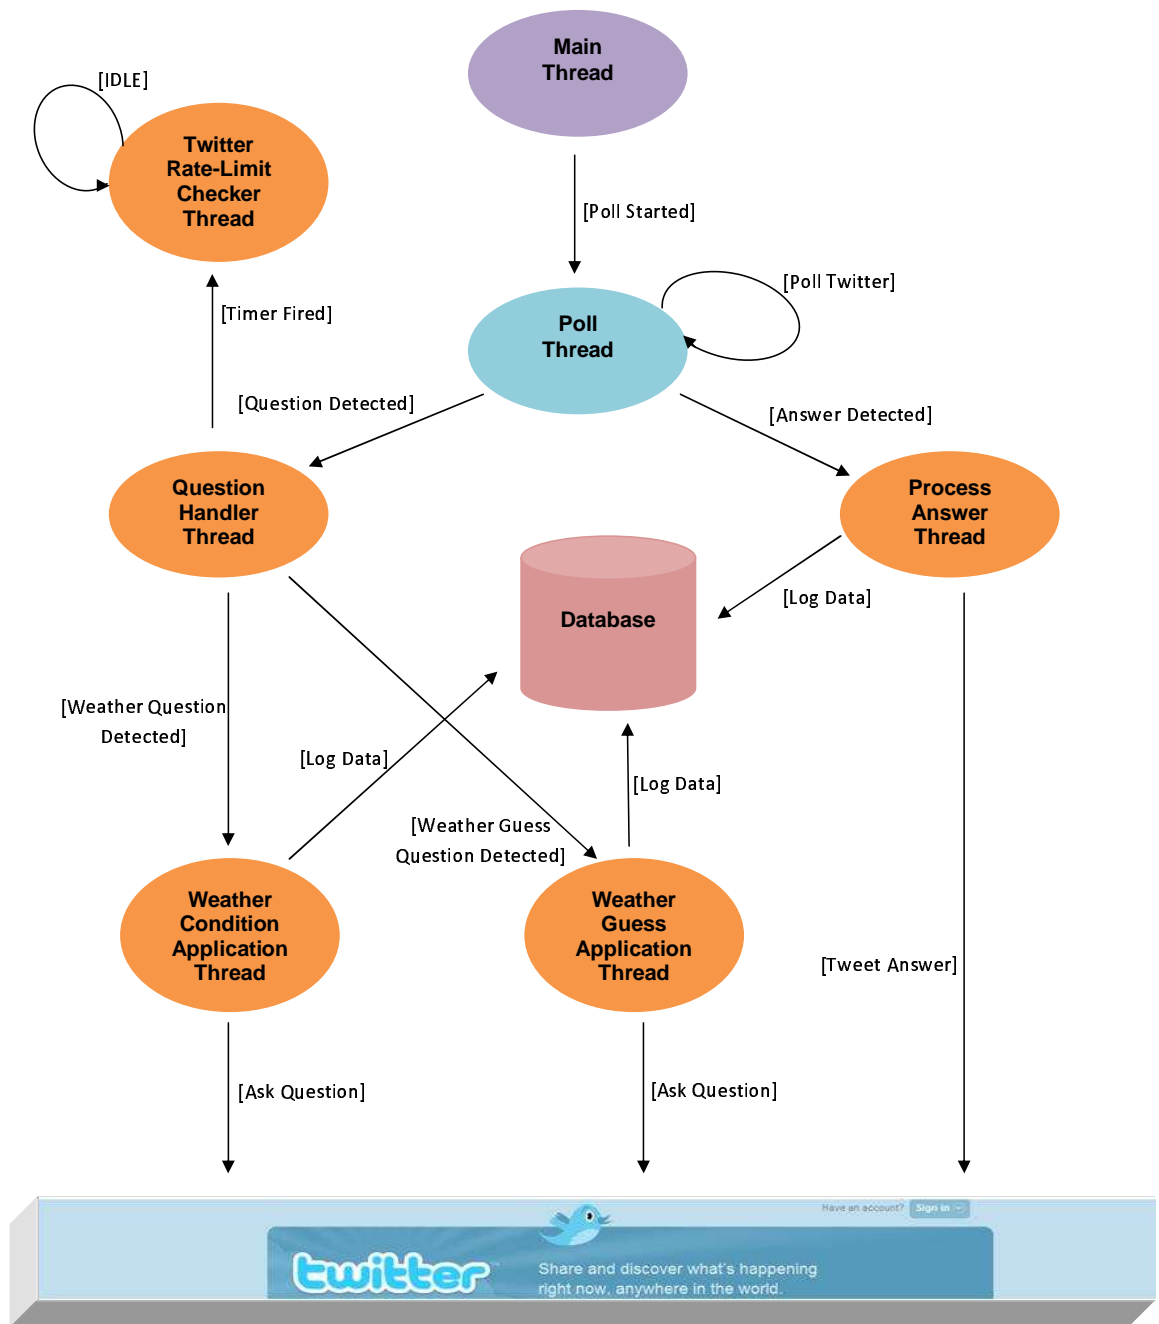 Main
Thread
[IDLE]
Twitter
Rate-Limit
Checker
Thread
[Poll Started]
[Poll Twitter]
[Timer Fired]
Poll
Thread
[Question Detected]
[Answer Detected]
Question
Handler
Thread
Process
Answer
Thread
[Log Data]
Database
[Weather Question
Detected]
[Log Data]
[Log Data]
[Weather Guess
Question Detected]
Weather
Condition
Application
Thread
Weather
Guess
Application
Thread
[Tweet Answer]
[Ask Question]
[Ask Question]
Have an account? Sign in
twitter
Share and discover what's happening
right now, anywhere in the world.